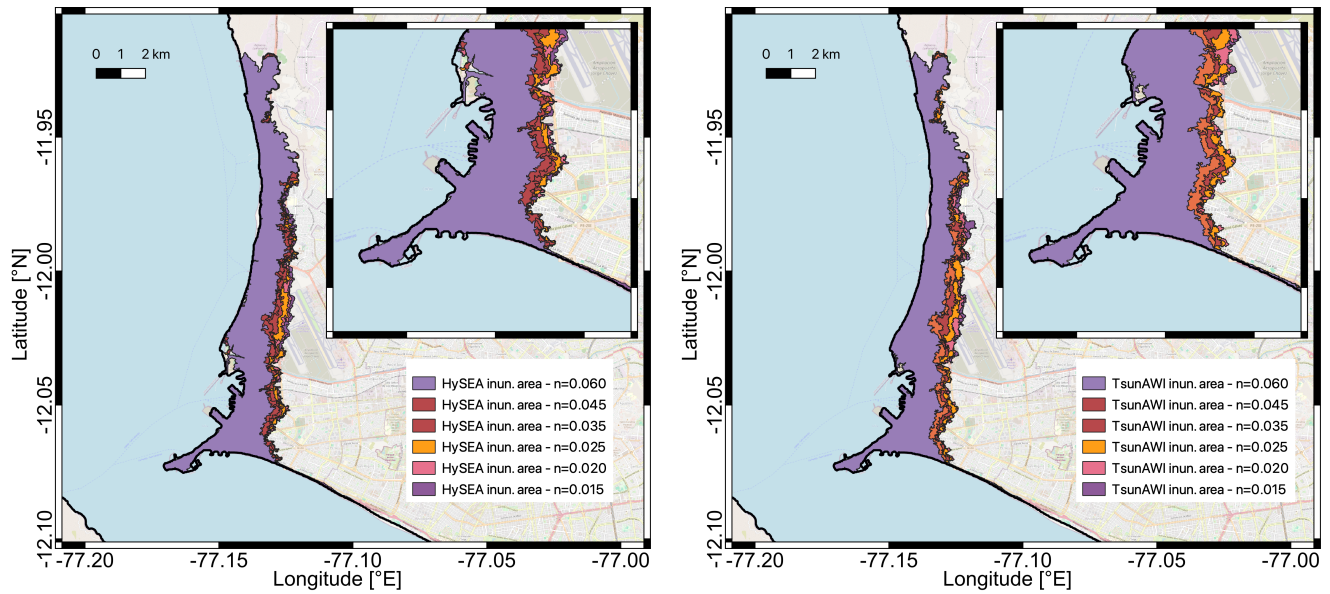 0 1 2 km
-11.95
-12.00
-12.05
-12.10
Latitude [°N]
HySEA inun. area - n=0.060
HySEA inun. area - n=0.045
HySEA inun. area - n=0.035
HySEA inun. area - n=0.025
HySEA inun. area - n=0.020
HySEA inun. area - n=0.015
-77.20 -77.15 -77.10 -77.05 -77.00
Longitude [°E]
0 1 2 km
-11.95
-12.00
-12.05
-12.10
Latitude [°N]
TsunAWI inun. area - n=0.060
TsunAWI inun. area - n=0.045
TsunAWI inun. area - n=0.035
TsunAWI inun. area - n=0.025
TsunAWI inun. area - n=0.020
TsunAWI inun. area - n=0.015
-77.20 -77.15 -77.10 -77.05 -77.00
Longitude [°E]